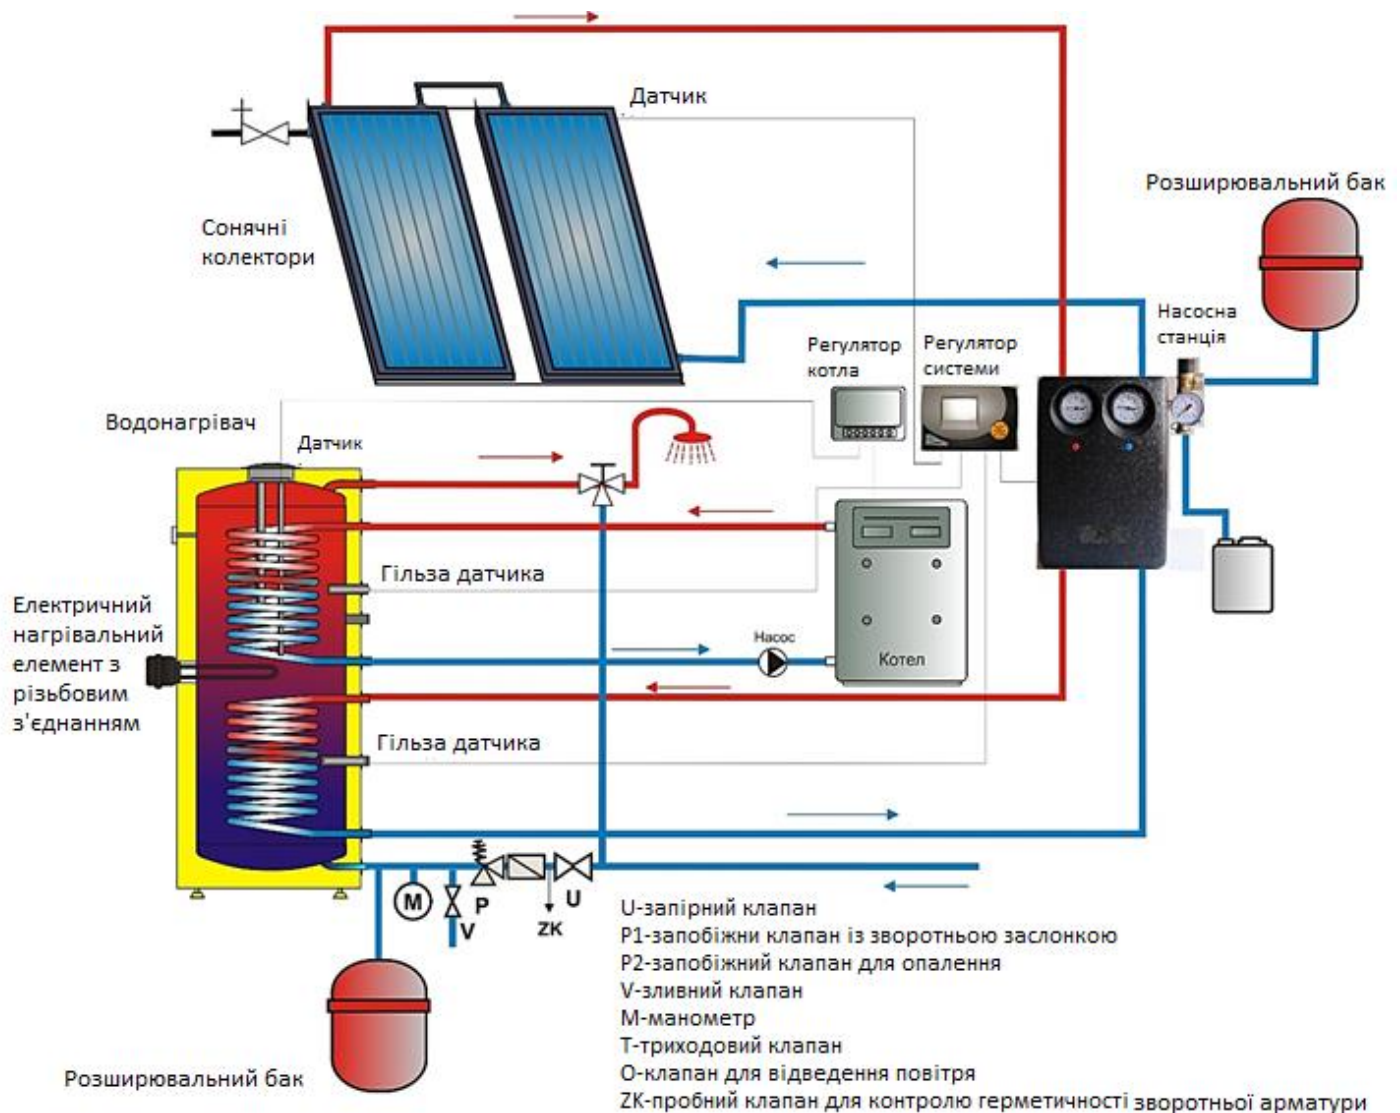 Датчик
Розширювальний бак
Сонячні
колектори
Насосна
станція
Регулятор
котла
Регулятор
системи
Водонагрівач
Датчик
Гільза датчика
Електричний
нагрівальний
елемент з
різьбовим
з'єднанням
Насос
Котел
Гільза датчика
M
V
P
ZK
U
U-запірний клапан
P1-запобіжни клапан із зворотньою заслонкою
P2-запобіжний клапан для опалення
V-зливний клапан
M-манометр
T-триходовий клапан
O-клапан для відведення повітря
ZK-пробний клапан для контролю герметичності зворотньої арматури
Розширювальний бак